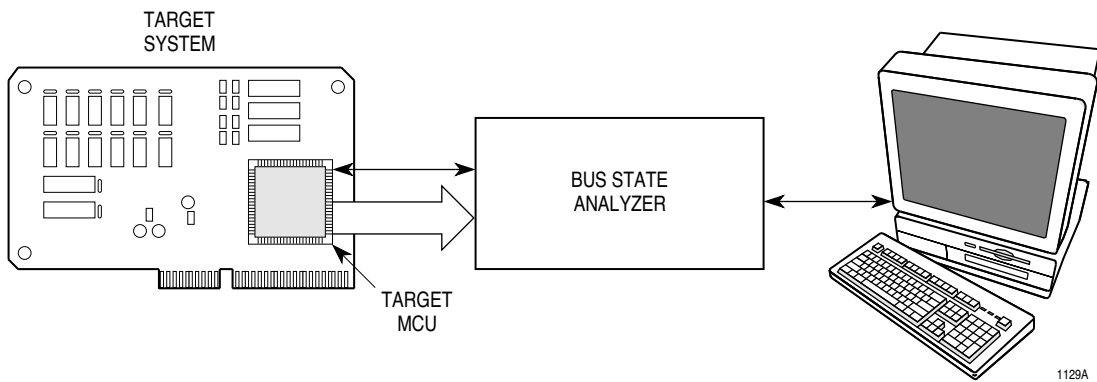 TARGET
SYSTEM
BUS STATE
ANALYZER
TARGET
MCU
1129A